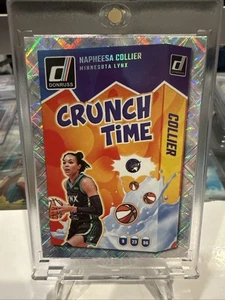 DONRUSS
NAPHEESA COLLIER
MINNESOTA LYNX
CRUNCH
TIME
COLLIER